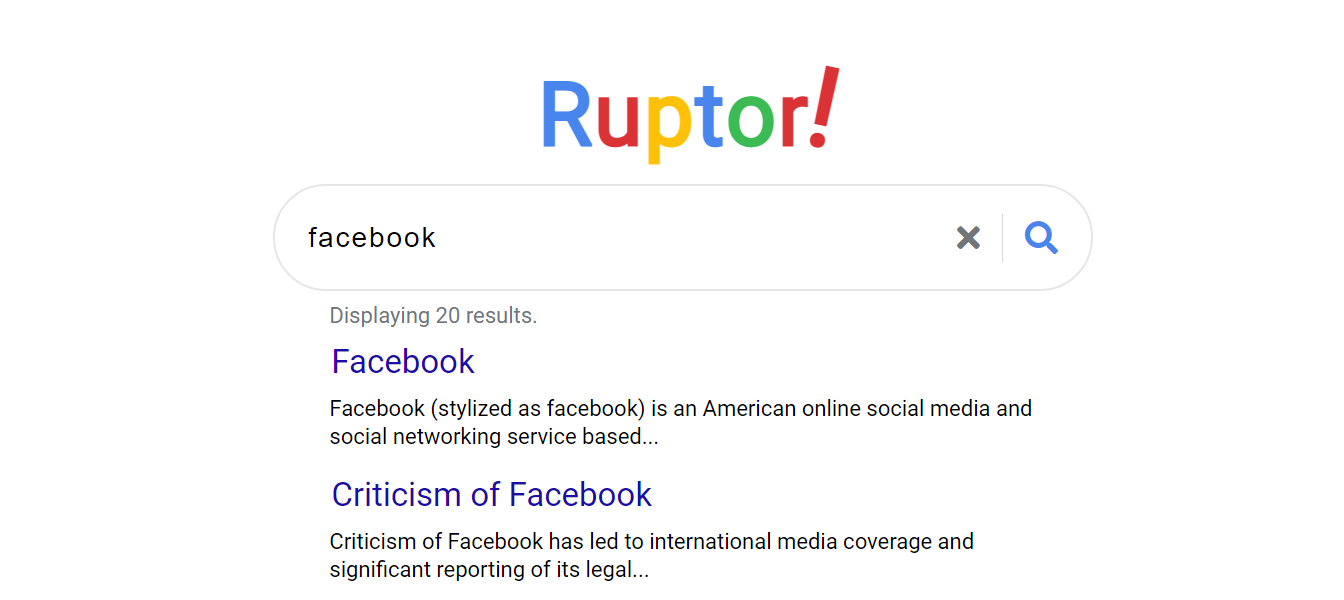 Ruptor!
facebook
Displaying 20 results.
Facebook
Facebook (stylized as facebook) is an American online social media and
social networking service based...
Criticism of Facebook
Criticism of Facebook has led to international media coverage and
significant reporting of its legal...